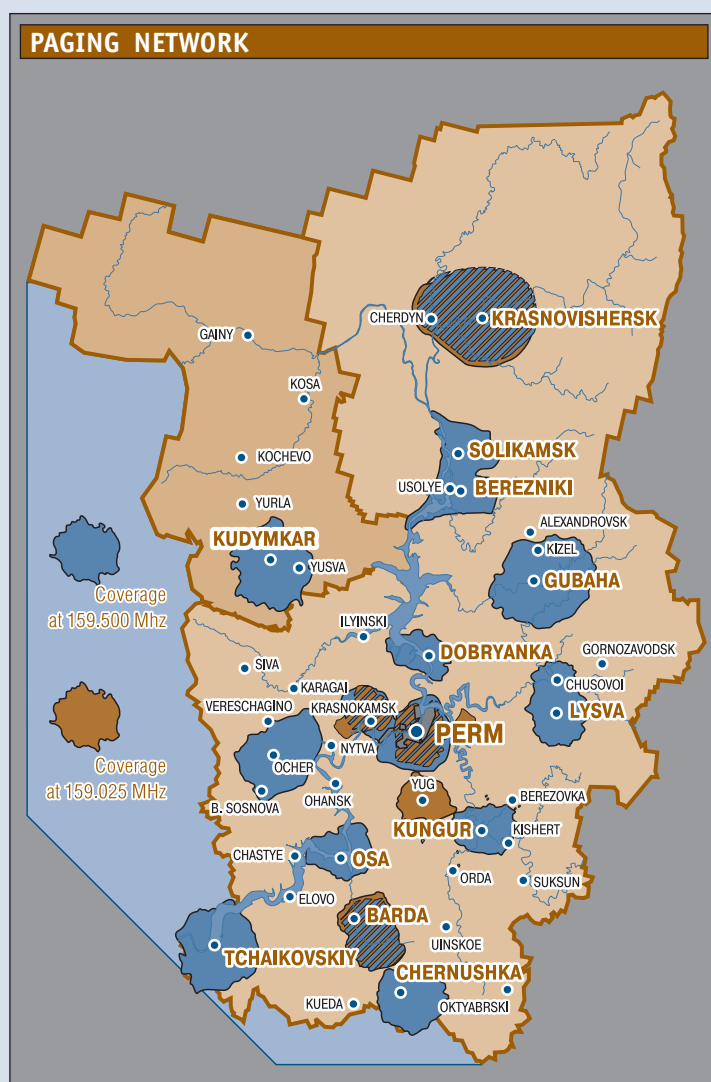 PAGING NETWORK
CHERDYN
KRASNOVISHERSK
GAINY
KOSA
SOLIKAMSK
KOCHEVO
USOLYE
BEREZNIKI
YURLA
ALEXANDROVSK
KUDYMKAR
KIZEL
YUSVA
GUBAHA
Coverage
at 159.500 Mhz
ILYINSKI
DOBRYANKA
GORNOZAVODSK
SIVA
CHUSOVOI
KARAGAI
VERESCHAGINO
KRASNOKAMSK
LYSVA
PERM
NYTVA
OCHER
Coverage
at 159.025 MHz
YUG
OHANSK
BEREZOVKA
B. SOSNOVA
KUNGUR
KISHERT
CHASTYE
OSA
ORDA
SUKSUN
ELOVO
BARDA
UINSKOE
TCHAIKOVSKIY
CHERNUSHKA
KUEDA
OKTYABRSKI